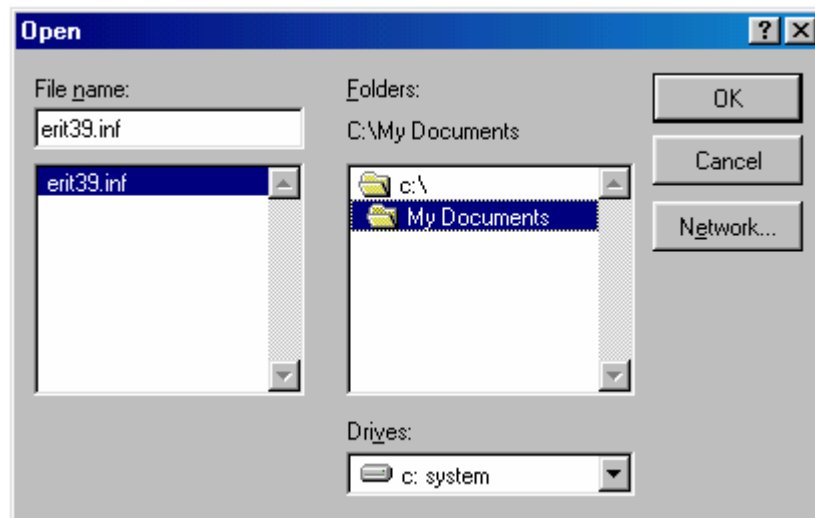 Open
File name:
erit39.inf
erit39.inf
Folders:
C:\My Documents
c:\
My Documents
Drives:
c: system
OK
Cancel
Network...